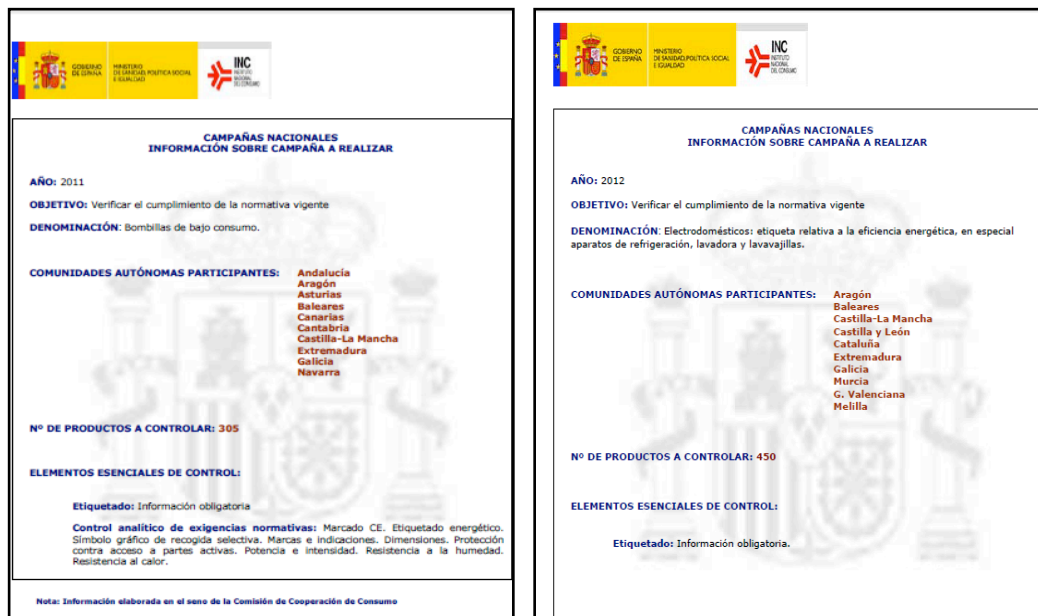 GOBIERNO
DE ESPAÑA
MINISTERIO
DE SANIDAD, POLÍTICA SOCIAL
E IGUALDAD
INC
INSTITUTO
NACIONAL
DEL CONSUMO
CAMPAÑAS NACIONALES
INFORMACIÓN SOBRE CAMPAÑA A REALIZAR
AÑO: 2011
OBJETIVO: Verificar el cumplimiento de la normativa vigente
DENOMINACIÓN: Bombillas de bajo consumo.
COMUNIDADES AUTÓNOMAS PARTICIPANTES: Andalucía
Aragón
Asturias
Baleares
Canarias
Cantabria
Castilla-La Mancha
Extremadura
Galicia
Navarra
Nº DE PRODUCTOS A CONTROLAR: 305
ELEMENTOS ESENCIALES DE CONTROL:
Etiquetado: Información obligatoria
Control analítico de exigencias normativas: Marcado CE. Etiquetado energético.
Símbolo gráfico de recogida selectiva. Marcas e indicaciones. Dimensiones. Protección
contra acceso a partes activas. Potencia e intensidad. Resistencia a la humedad.
Resistencia al calor.
Nota: Información elaborada en el seno de la Comisión de Cooperación de Consumo
GOBIERNO
DE ESPAÑA
MINISTERIO
DE SANIDAD, POLÍTICA SOCIAL
E IGUALDAD
INC
INSTITUTO
NACIONAL
DEL CONSUMO
CAMPAÑAS NACIONALES
INFORMACIÓN SOBRE CAMPAÑA A REALIZAR
AÑO: 2012
OBJETIVO: Verificar el cumplimiento de la normativa vigente
DENOMINACIÓN: Electrodomésticos: etiqueta relativa a la eficiencia energética, en especial
aparatos de refrigeración, lavadora y lavavajillas.
COMUNIDADES AUTÓNOMAS PARTICIPANTES: Aragón
Baleares
Castilla-La Mancha
Castilla y León
Cataluña
Extremadura
Galicia
Murcia
G. Valenciana
Melilla
Nº DE PRODUCTOS A CONTROLAR: 450
ELEMENTOS ESENCIALES DE CONTROL:
Etiquetado: Información obligatoria.